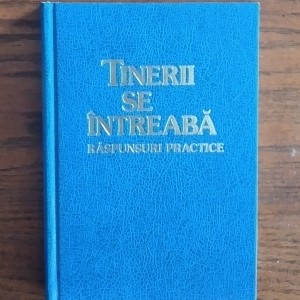 TINERII
SE
ÎNTREABĂ
RĂSPUNSURI PRACTICE